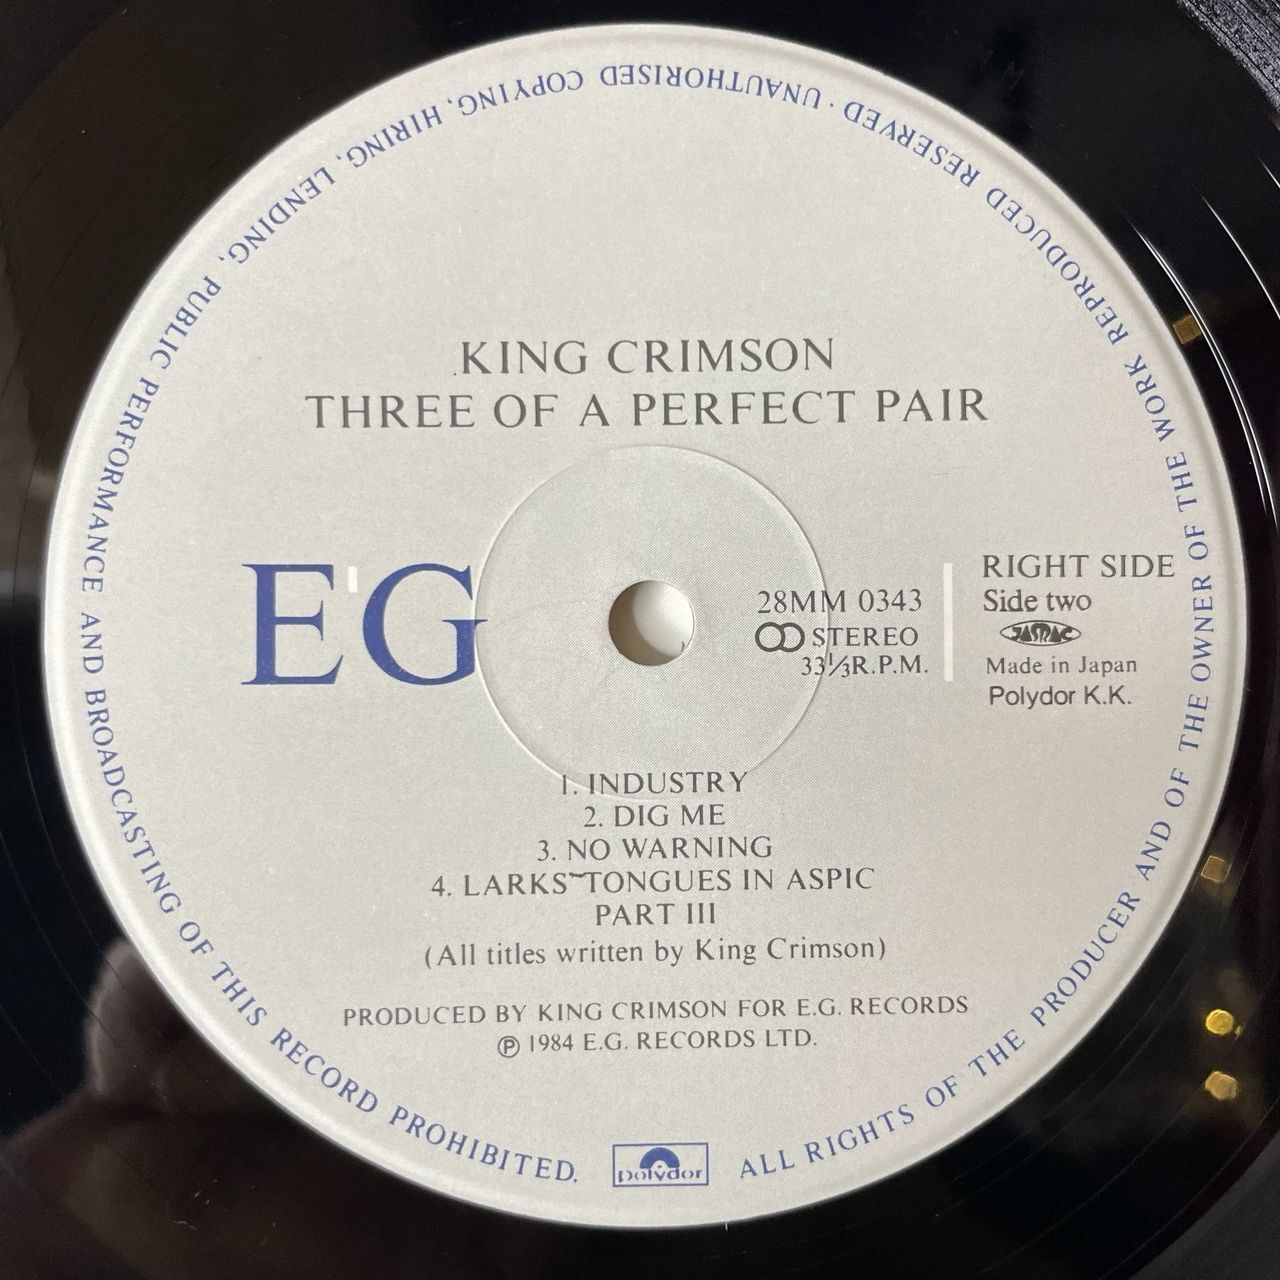 KING CRIMSON
THREE OF A PERFECT PAIR
E'G
28MM 0343
STEREO
33⅓R.P.M.
RIGHT SIDE
Side two
JASRAC
Made in Japan
Polydor K.K.
1. INDUSTRY
2. DIG ME
3. NO WARNING
4. LARKS' TONGUES IN ASPIC
PART III
(All titles written by King Crimson)
PRODUCED BY KING CRIMSON FOR E.G. RECORDS
℗ 1984 E.G. RECORDS LTD.
polydor
ALL RIGHTS OF THE PRODUCER AND OF THE OWNER OF THE WORK REPRODUCED RESERVED · UNAUTHORISED COPYING, HIRING, LENDING, PUBLIC PERFORMANCE AND BROADCASTING OF THIS RECORD PROHIBITED.